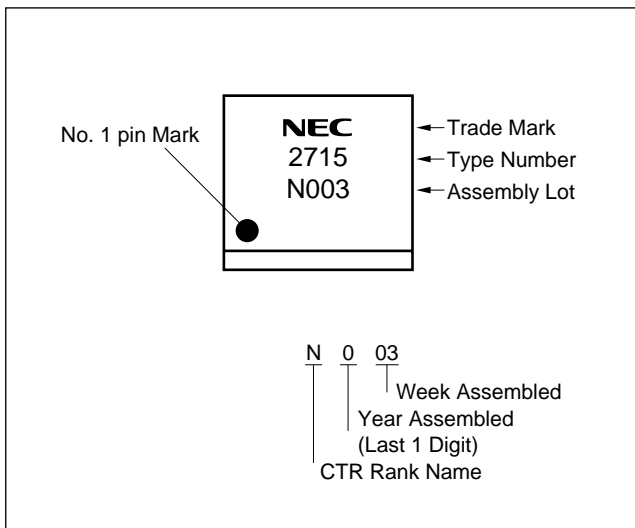 No. 1 pin Mark
NEC
2715
N003
Trade Mark
Type Number
Assembly Lot
N 0 03
Week Assembled
Year Assembled
(Last 1 Digit)
CTR Rank Name